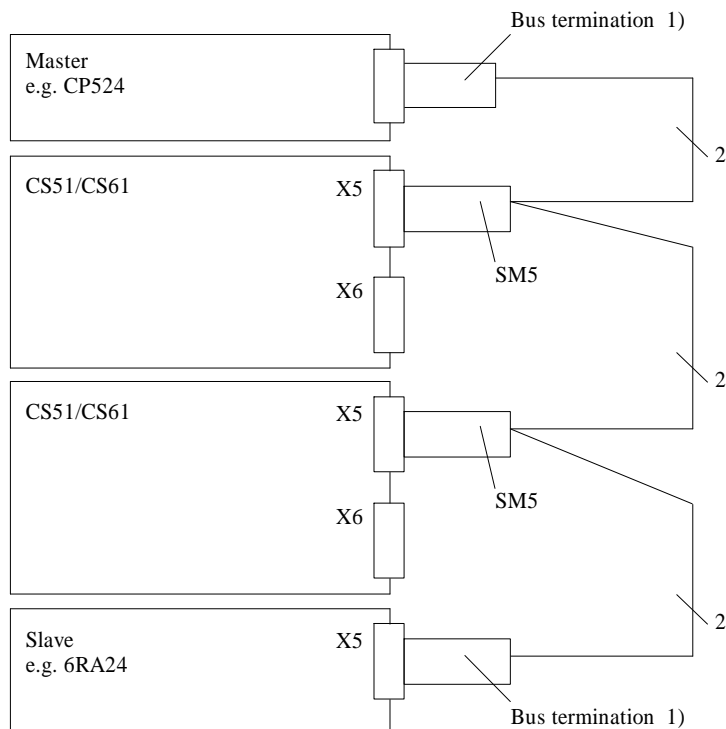 Bus termination 1)
Master
e.g. CP524
2
CS51/CS61
X5
SM5
X6
2
CS51/CS61
X5
SM5
X6
2
Slave
e.g. 6RA24
X5
Bus termination 1)